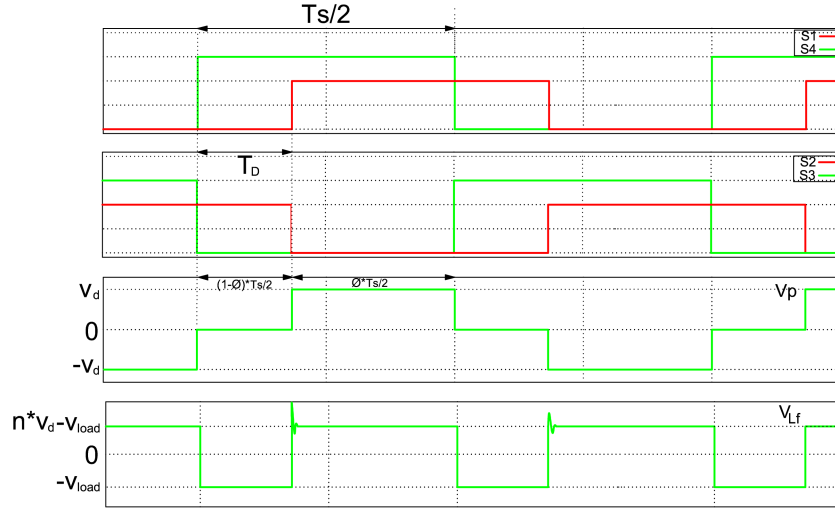 Ts/2
S1
S4
T_D
S2
S3
(1-Ø)*Ts/2
Ø*Ts/2
v_d
Vp
0
-v_d
n*v_d-v_load
V_Lf
0
-v_load